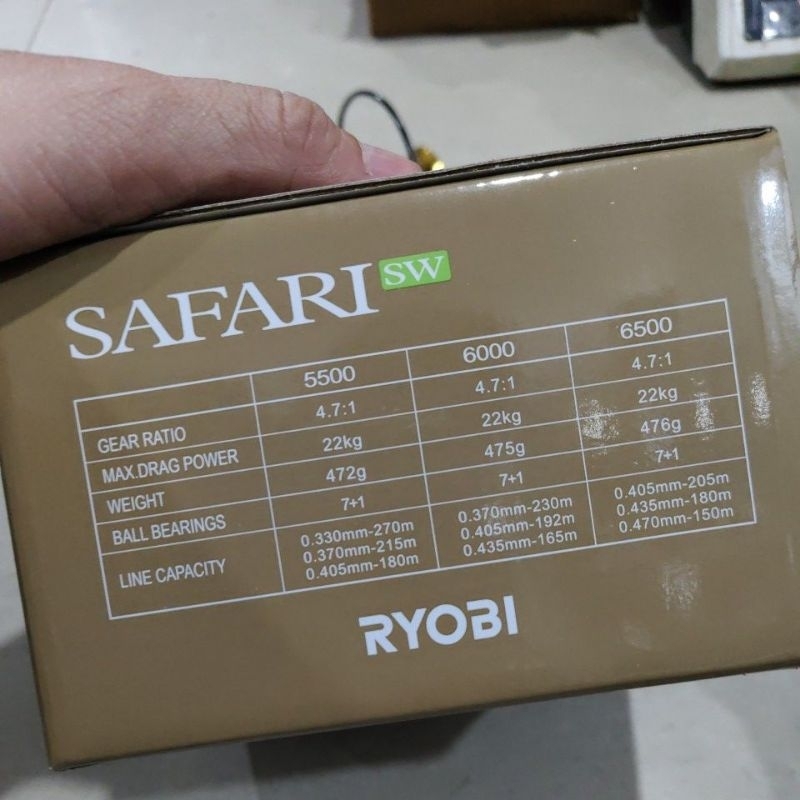 SAFARI SW
5500 6000 6500
GEAR RATIO 4.7:1 4.7:1 4.7:1
MAX.DRAG POWER 22kg 22kg 22kg
WEIGHT 472g 475g 476g
BALL BEARINGS 7+1 7+1 7+1
LINE CAPACITY 0.330mm-270m 0.370mm-230m 0.405mm-205m
0.370mm-215m 0.405mm-192m 0.435mm-180m
0.405mm-180m 0.435mm-165m 0.470mm-150m
RYOBI